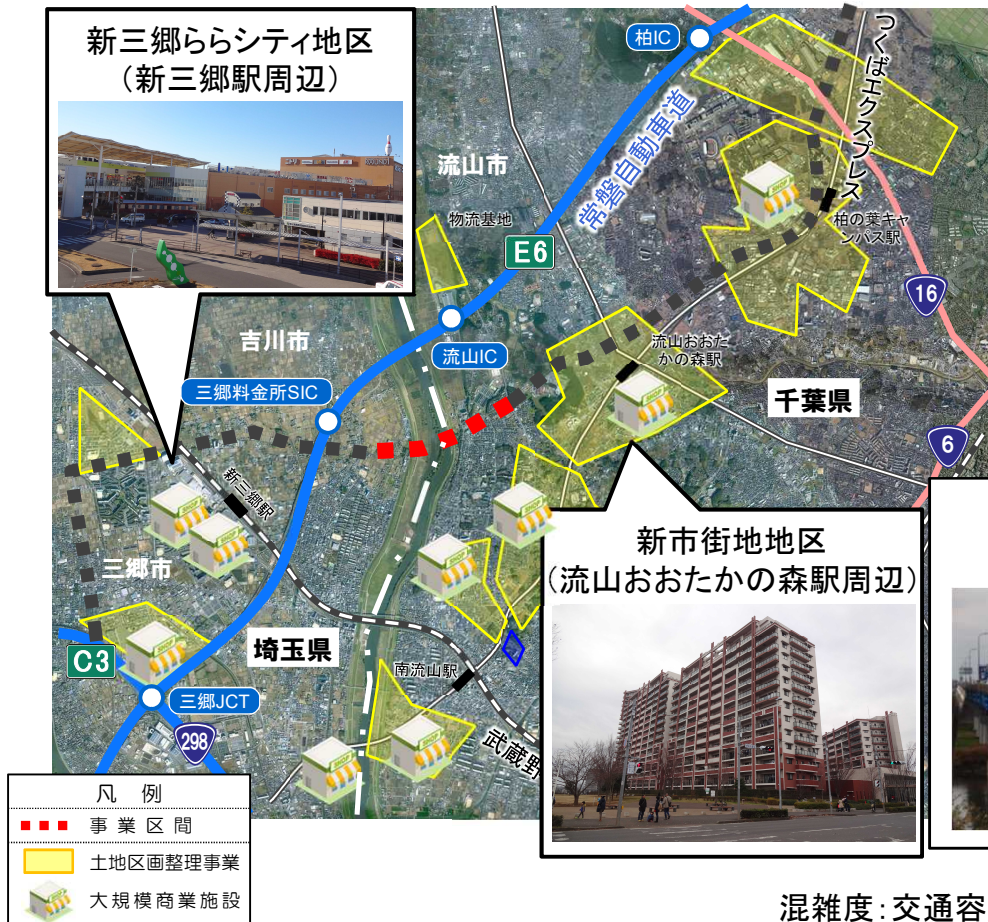 新三郷ららシティ地区
（新三郷駅周辺）
柏IC
つくばエクスプレス
常磐自動車道
流山市
物流基地
E6
柏の葉キャ
ンパス駅
16
吉川市
流山IC
流山おおた
かの森駅
三郷料金所SIC
千葉県
6
新三郷駅
三郷市
新市街地地区
（流山おおたかの森駅周辺）
埼玉県
C3
南流山駅
三郷JCT
298
武蔵野
凡 例
事業区間
土地区画整理事業
大規模商業施設
混雑度：交通容